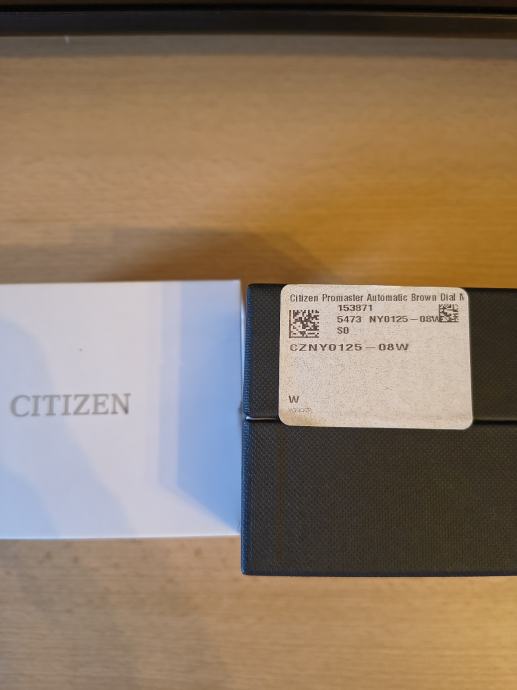 CITIZEN
Citizen Promaster Automatic Brown Dial M
153871
5473 NY0125-08W
S0
CZNY0125-08W
W